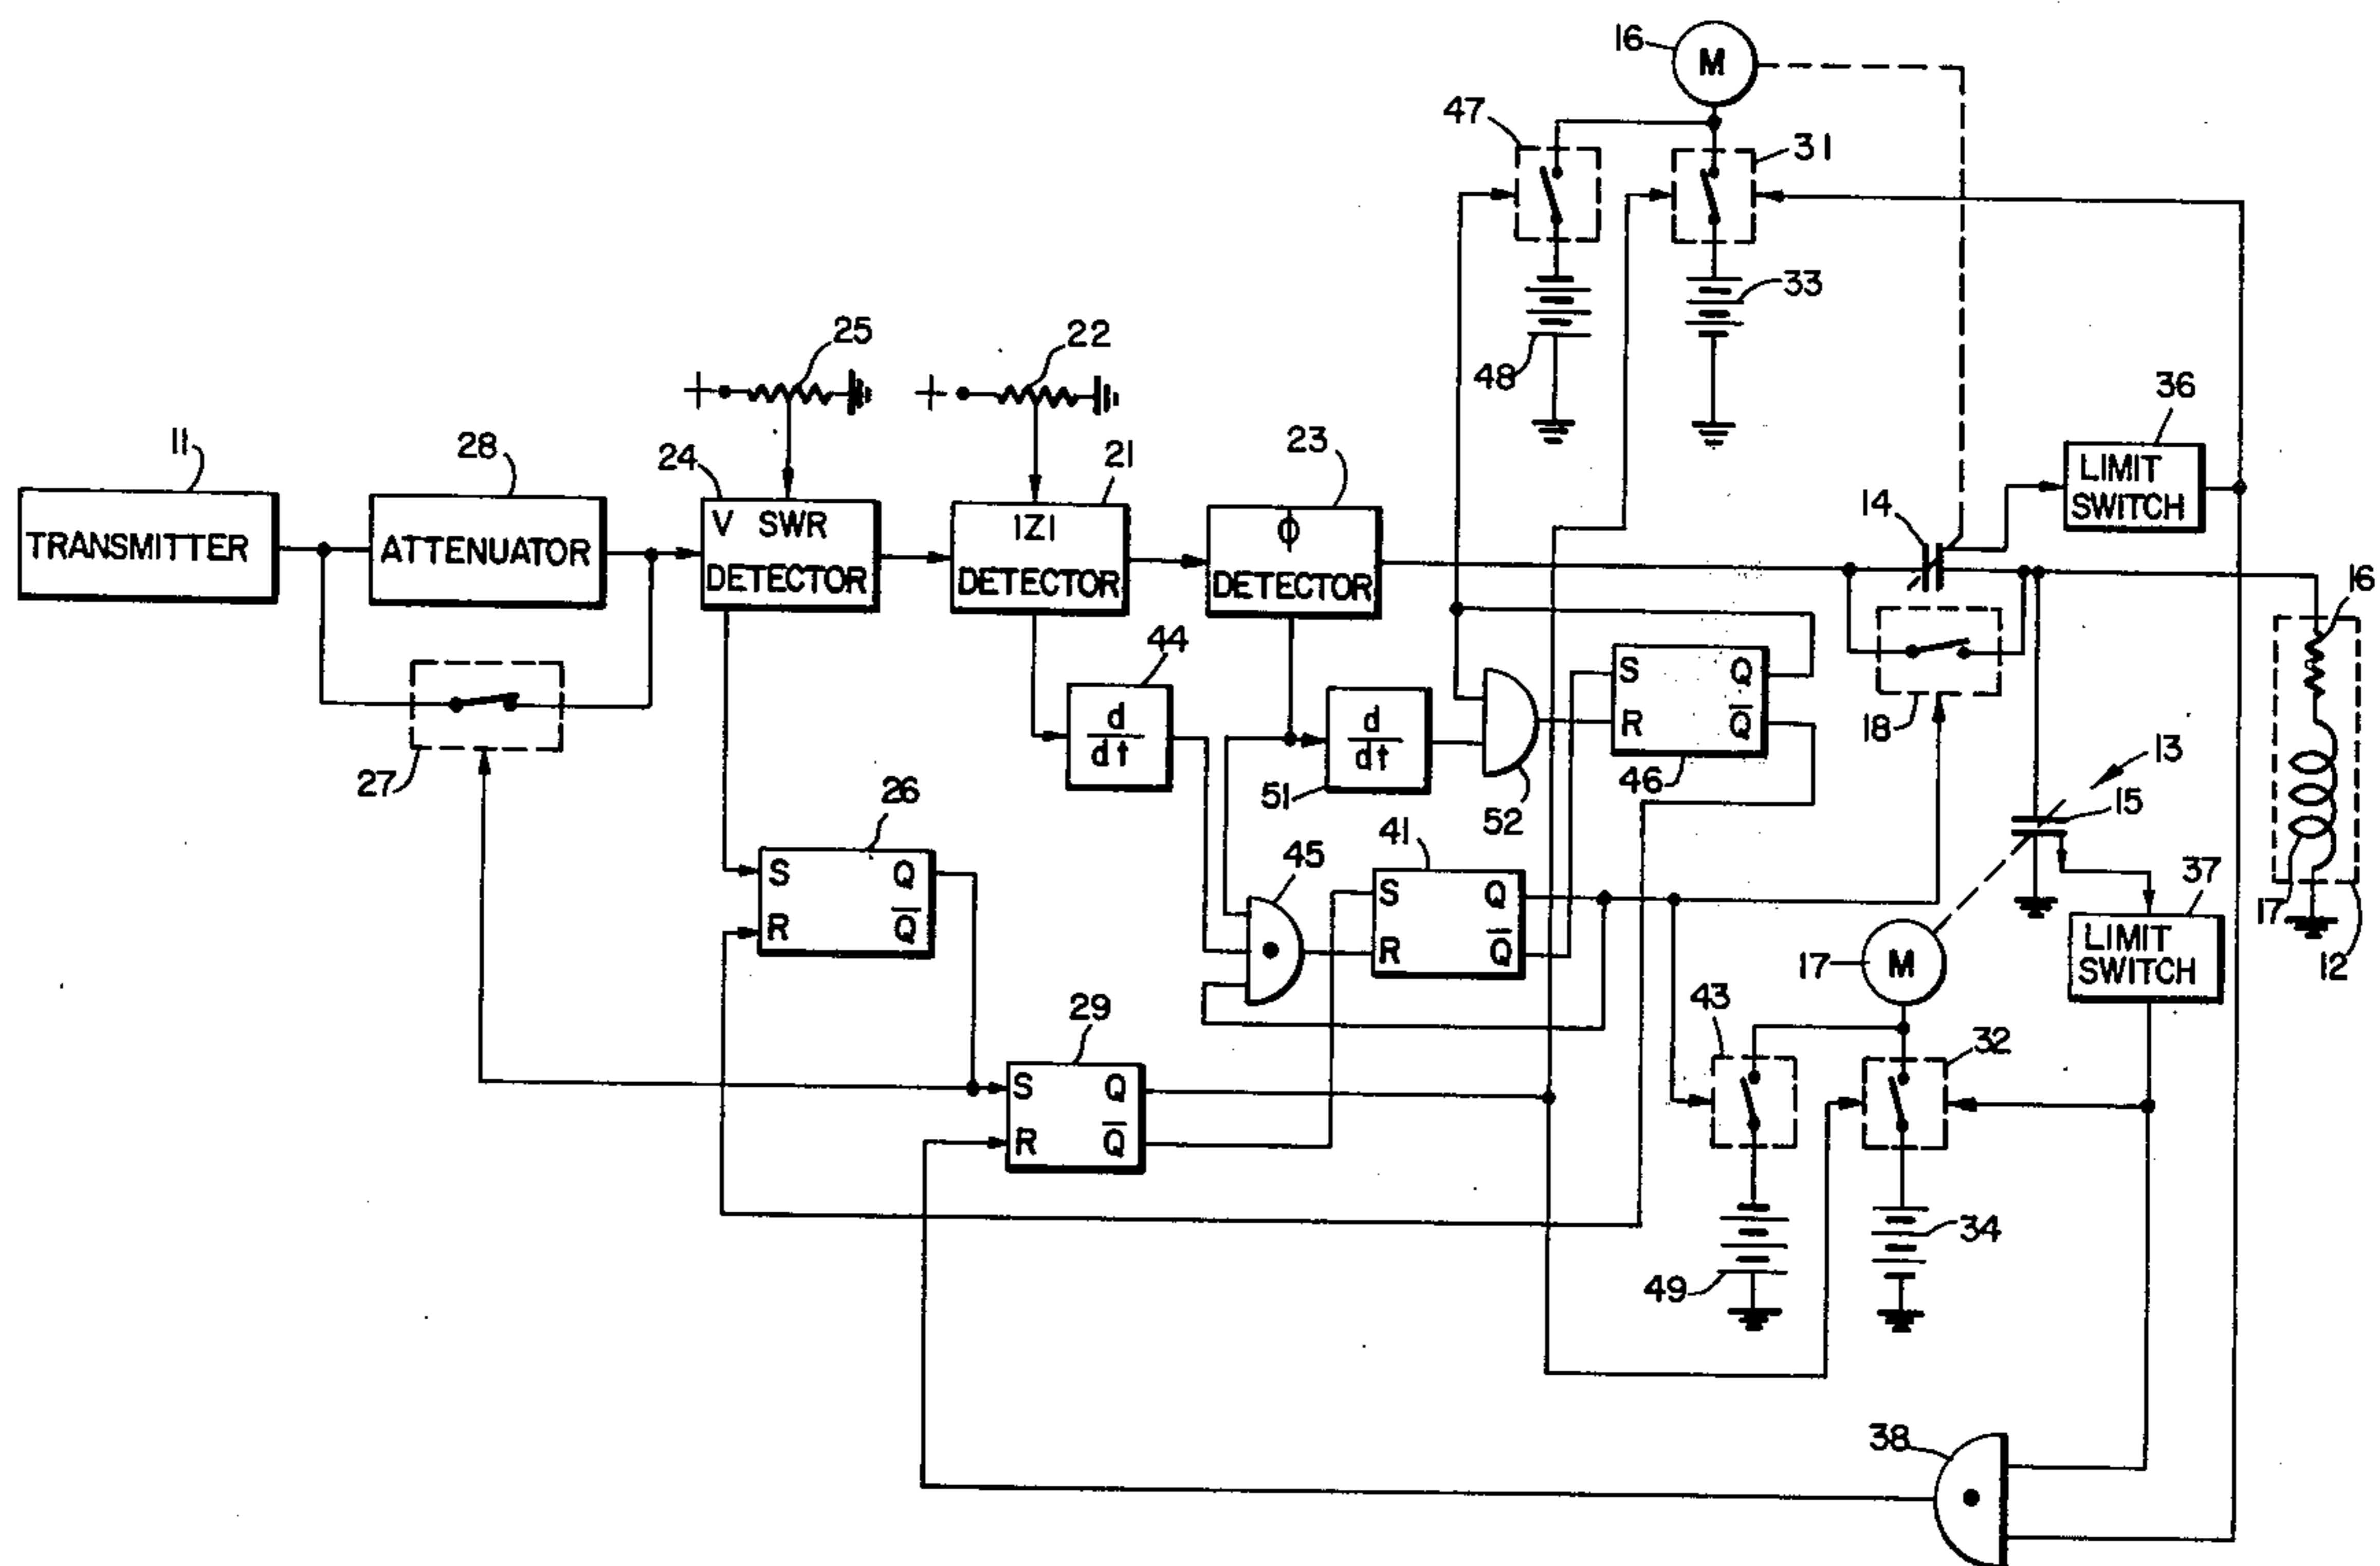 16
M
47
31
33
48
25
22
+
+
36
LIMIT
SWITCH
11
TRANSMITTER
28
ATTENUATOR
24
V SWR
DETECTOR
21
|Z|
DETECTOR
23
ϕ
DETECTOR
14
16
44
d
dt
d
dt
51
52
S Q
R Q̅
46
18
13
15
27
26
S Q
R Q̅
45
41
S Q
R Q̅
37
LIMIT
SWITCH
17
12
17
M
29
S Q
R Q̅
43
32
49
34
38